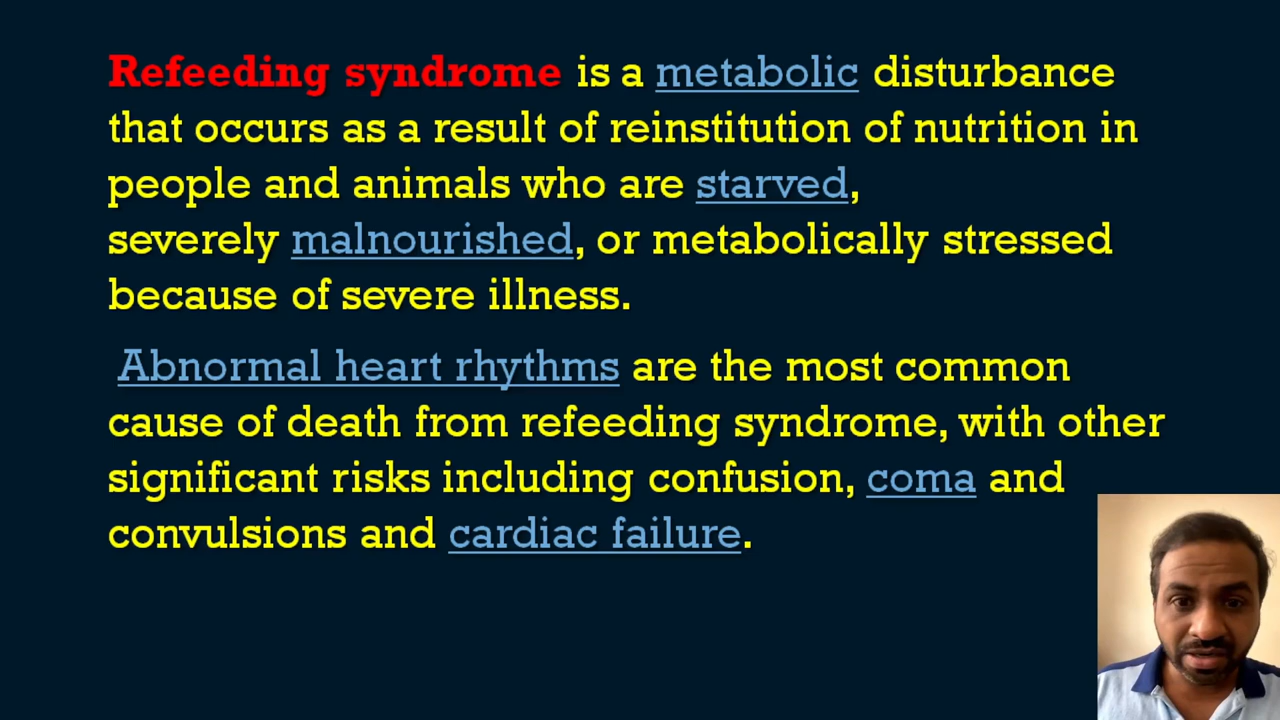 Refeeding syndrome is a metabolic disturbance
that occurs as a result of reinstitution of nutrition in
people and animals who are starved,
severely malnourished, or metabolically stressed
because of severe illness.
Abnormal heart rhythms are the most common
cause of death from refeeding syndrome, with other
significant risks including confusion, coma and
convulsions and cardiac failure.